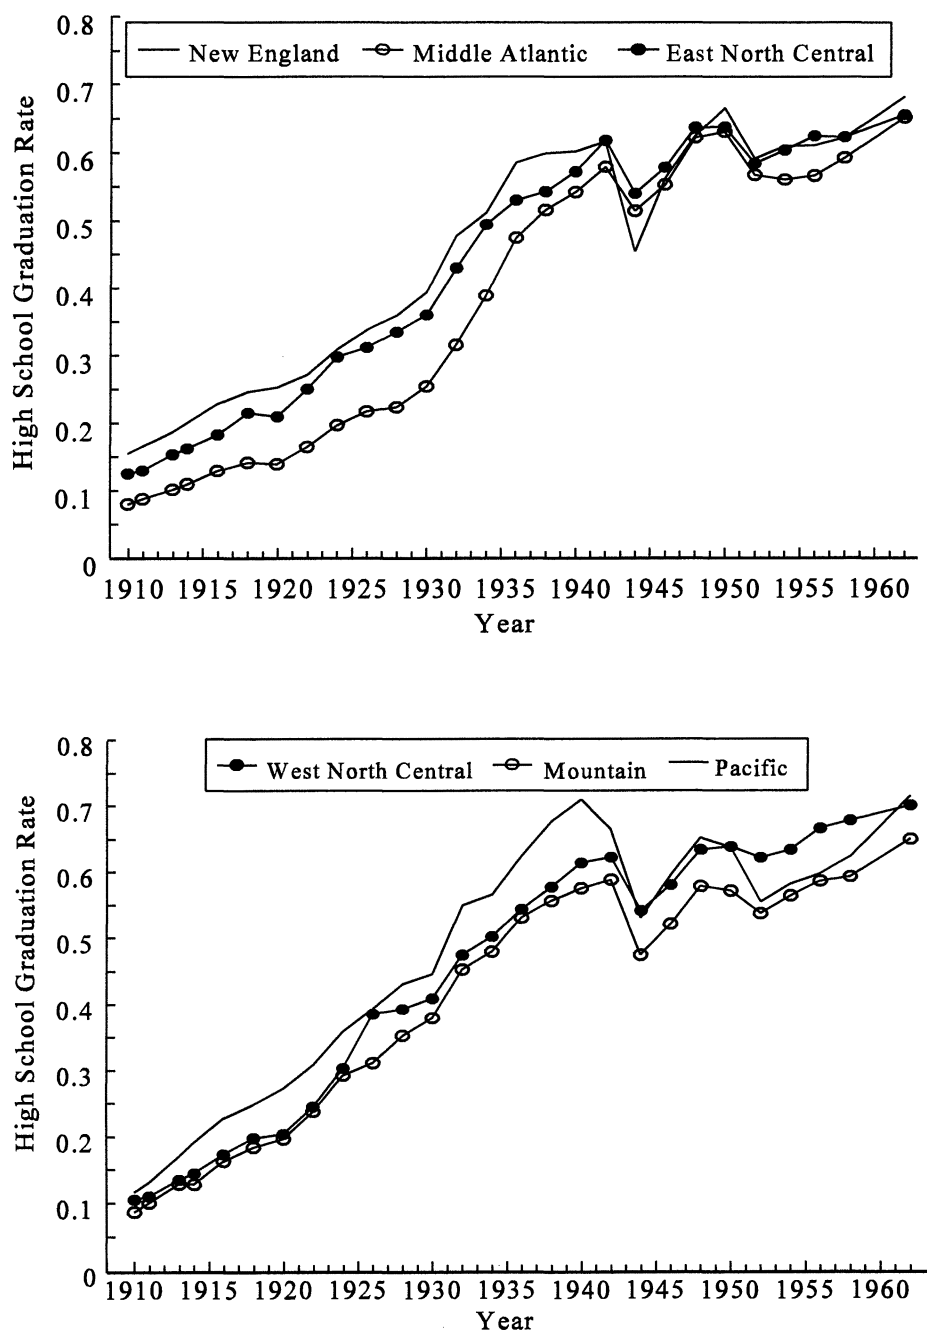 0.8
New England Middle Atlantic East North Central
0.7
0.6
0.5
0.4
0.3
0.2
0.1
0
High School Graduation Rate
1910 1915 1920 1925 1930 1935 1940 1945 1950 1955 1960
Year
0.8
West North Central Mountain Pacific
0.7
0.6
0.5
0.4
0.3
0.2
0.1
0
High School Graduation Rate
1910 1915 1920 1925 1930 1935 1940 1945 1950 1955 1960
Year